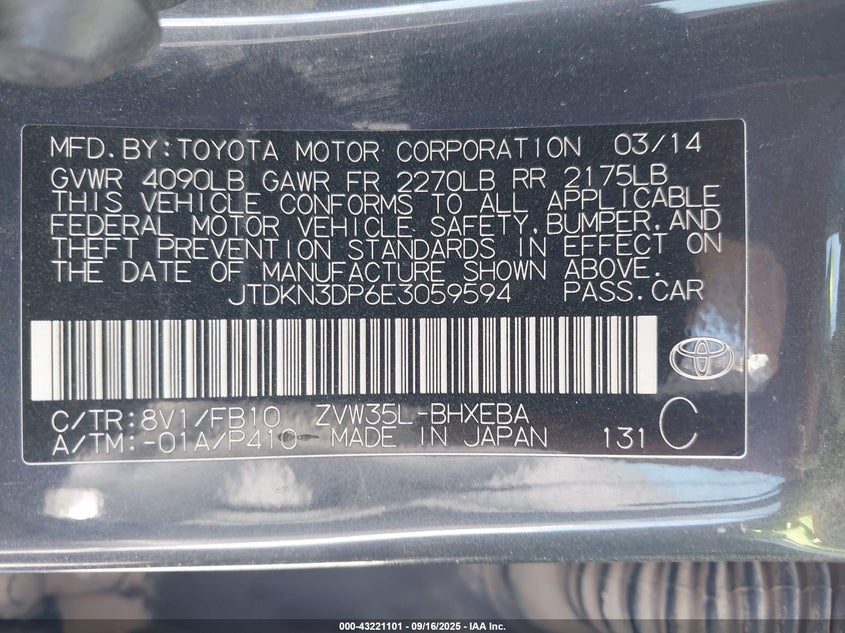 MFD.BY:TOYOTA MOTOR CORPORATION 03/14
GVWR 4090LB GAWR FR 2270LB RR 2175LB
THIS VEHICLE CONFORMS TO ALL APPLICABLE
FEDERAL MOTOR VEHICLE SAFETY,BUMPER,AND
THEFT PREVENTION STANDARDS IN EFFECT ON
THE DATE OF MANUFACTURE SHOWN ABOVE.
JTDKN3DP6E3059594 PASS.CAR
C/TR:8V1/FB10 ZVW35L-BHXEBA
A/TM:-01A/P410 MADE IN JAPAN 131 C
000-43221101 - 09/16/2025 - IAA Inc.